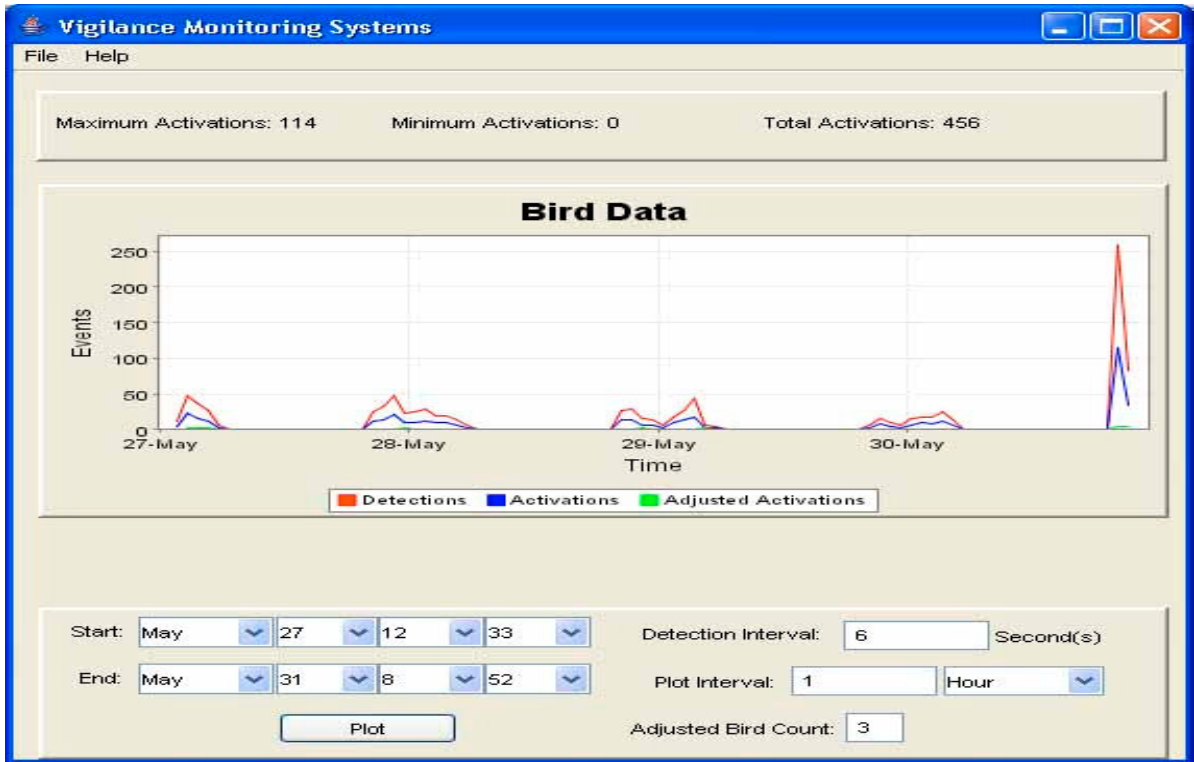 Vigilance Monitoring Systems
File Help
Maximum Activations: 114 Minimum Activations: 0 Total Activations: 456
Bird Data
250
200
150
100
50
0
Events
27-May 28-May 29-May 30-May
Time
Detections Activations Adjusted Activations
Start: May 27 12 33 Detection Interval: 6 Second(s)
End: May 31 8 52 Plot Interval: 1 Hour
Plot Adjusted Bird Count: 3